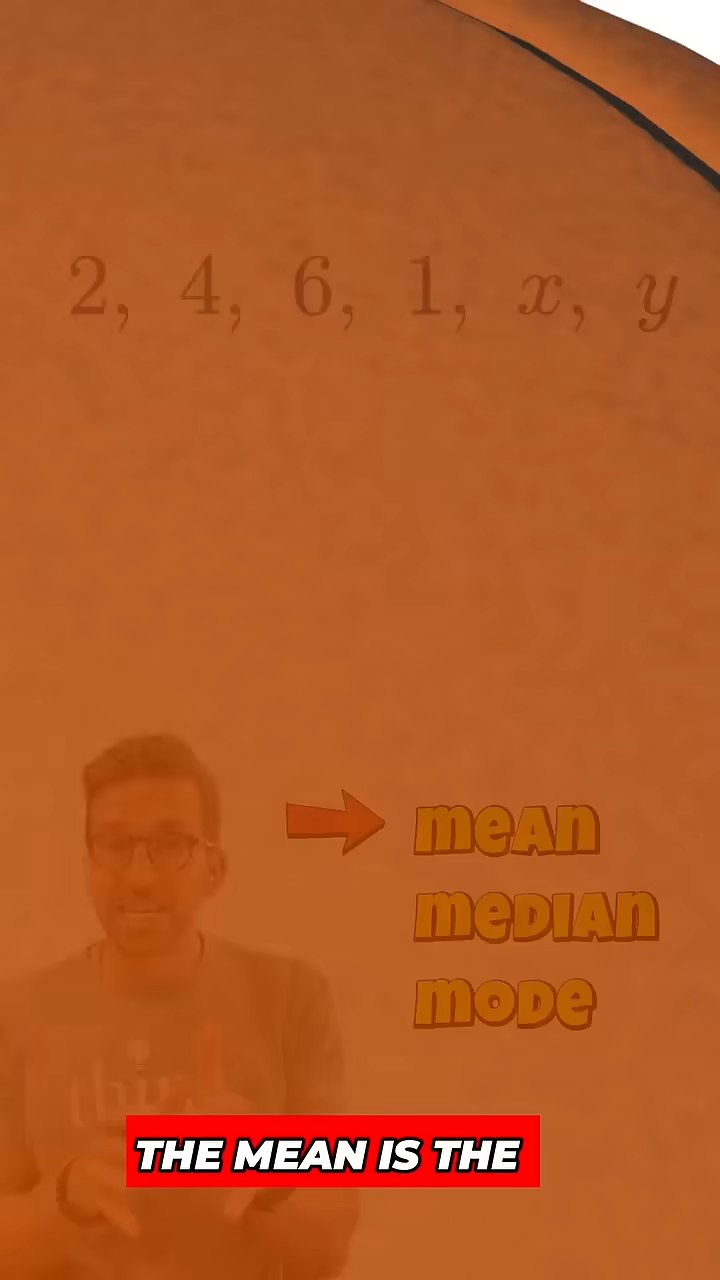 2, 4, 6, 1, x, y
mean
median
mode
THE MEAN IS THE